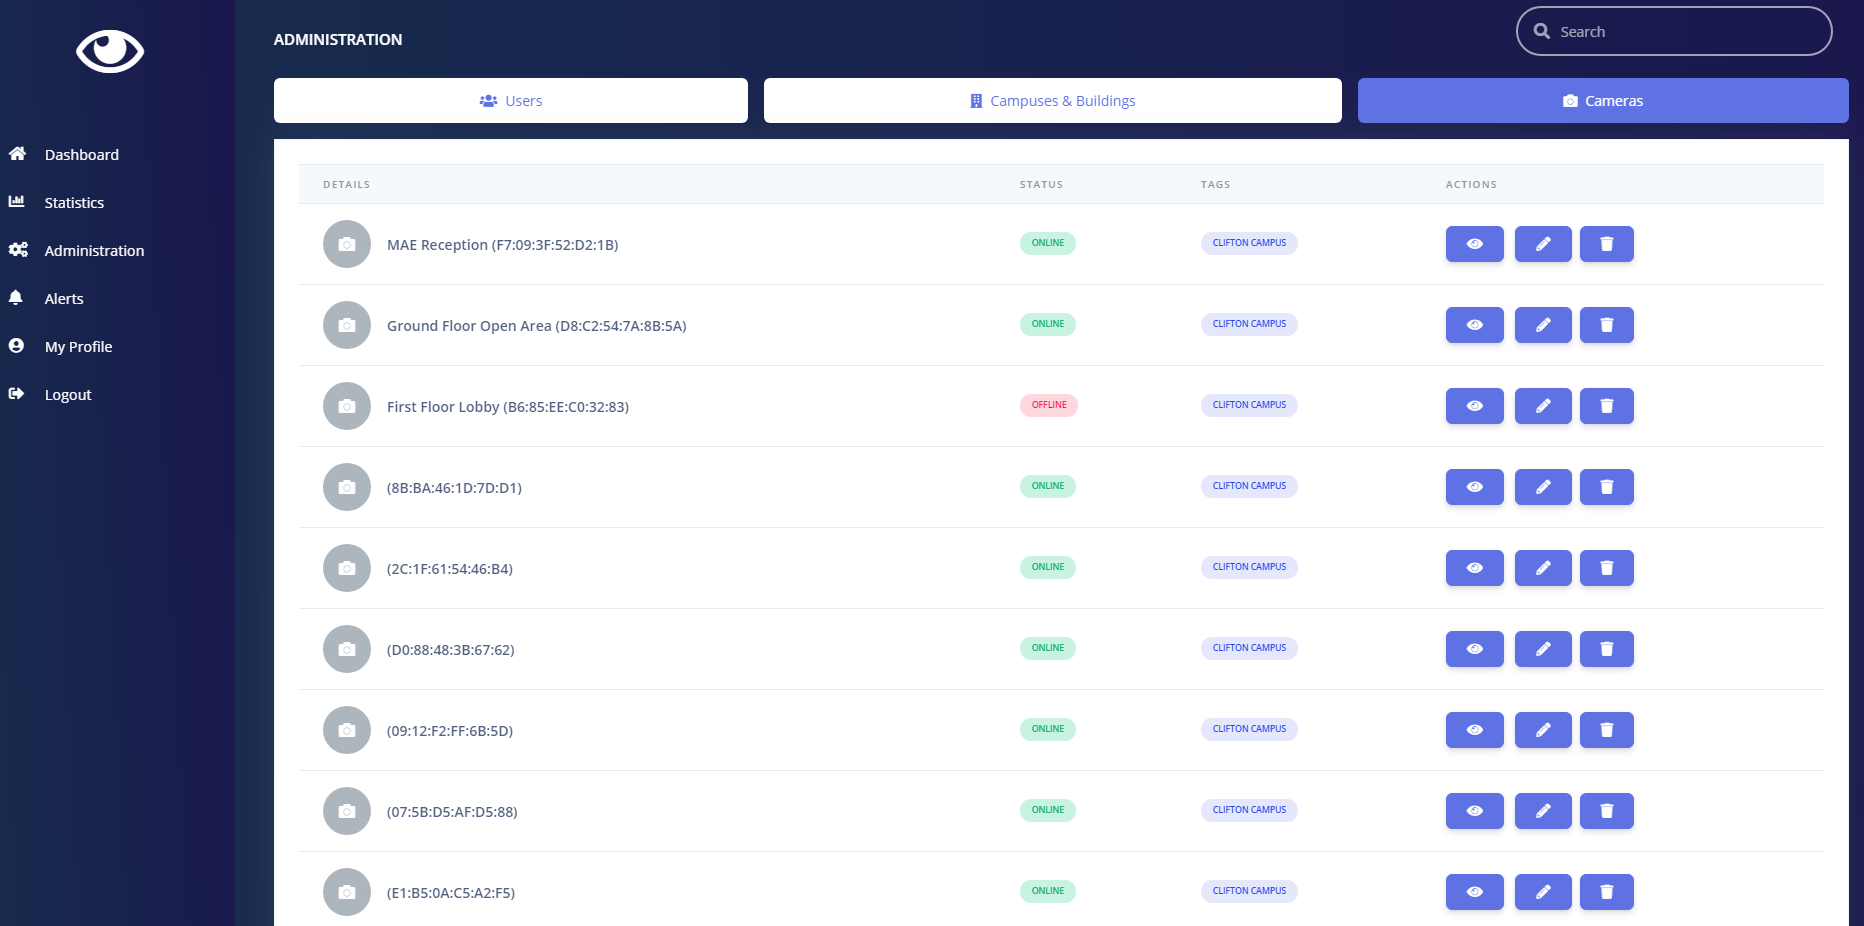 ADMINISTRATION
Search
Users
Campuses & Buildings
Cameras
Dashboard
Statistics
Administration
Alerts
My Profile
Logout
DETAILS STATUS TAGS ACTIONS
MAE Reception (F7:09:3F:52:D2:1B) ONLINE CLIFTON CAMPUS
Ground Floor Open Area (D8:C2:54:7A:8B:5A) ONLINE CLIFTON CAMPUS
First Floor Lobby (B6:85:EE:C0:32:83) OFFLINE CLIFTON CAMPUS
(8B:BA:46:1D:7D:D1) ONLINE CLIFTON CAMPUS
(2C:1F:61:54:46:B4) ONLINE CLIFTON CAMPUS
(D0:88:48:3B:67:62) ONLINE CLIFTON CAMPUS
(09:12:F2:FF:6B:5D) ONLINE CLIFTON CAMPUS
(07:5B:D5:AF:D5:88) ONLINE CLIFTON CAMPUS
(E1:B5:0A:C5:A2:F5) ONLINE CLIFTON CAMPUS